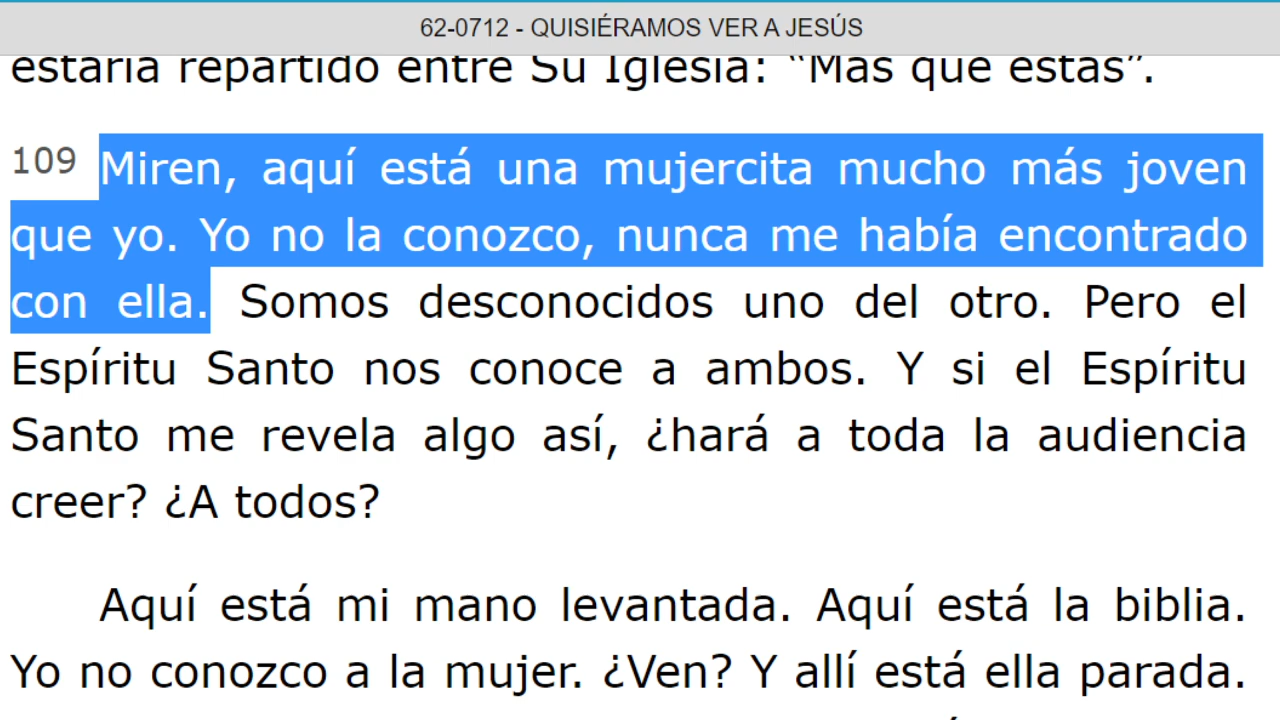 62-0712 - QUISIÉRAMOS VER A JESÚS
estaría repartido entre Su Iglesia: “Más que éstas”.
109 Miren, aquí está una mujercita mucho más joven
que yo. Yo no la conozco, nunca me había encontrado
con ella. Somos desconocidos uno del otro. Pero el
Espíritu Santo nos conoce a ambos. Y si el Espíritu
Santo me revela algo así, ¿hará a toda la audiencia
creer? ¿A todos?
Aquí está mi mano levantada. Aquí está la biblia.
Yo no conozco a la mujer. ¿Ven? Y allí está ella parada.